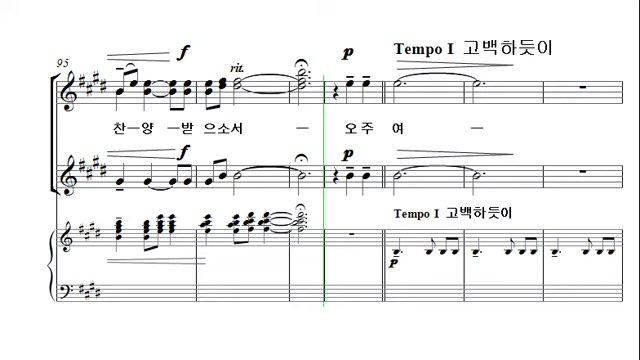 95 f rit. p Tempo I 고백하듯이
찬-양 -받 으소서 - 오 주 여 -
f p
Tempo I 고백하듯이
p